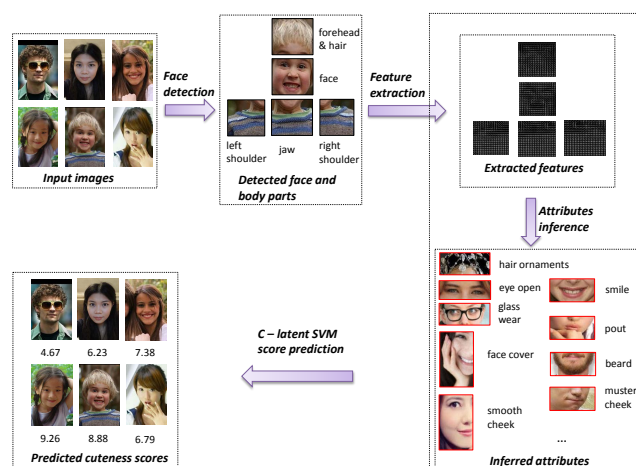 forehead
& hair
Face
detection
face
Feature
extraction
left
shoulder
jaw
right
shoulder
Input images
Detected face and
body parts
Extracted features
Attributes
inference
hair ornaments
eye open
glass
wear
face cover
smooth
cheek
smile
pout
beard
muster
cheek
...
Inferred attributes
C – latent SVM
score prediction
4.67 6.23 7.38
9.26 8.88 6.79
Predicted cuteness scores